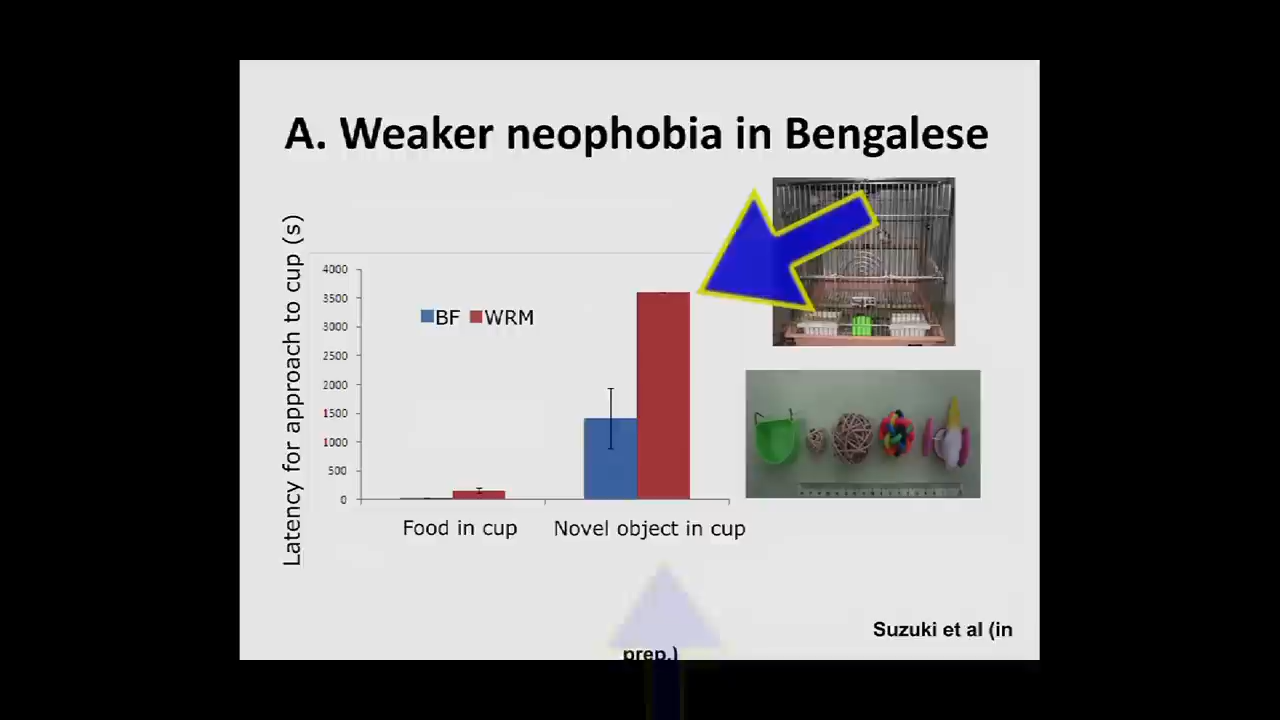 A. Weaker neophobia in Bengalese
Latency for approach to cup (s)
4000
3500
3000
2500
2000
1500
1000
500
0
BF WRM
Food in cup
Novel object in cup
Suzuki et al (in
prep.)